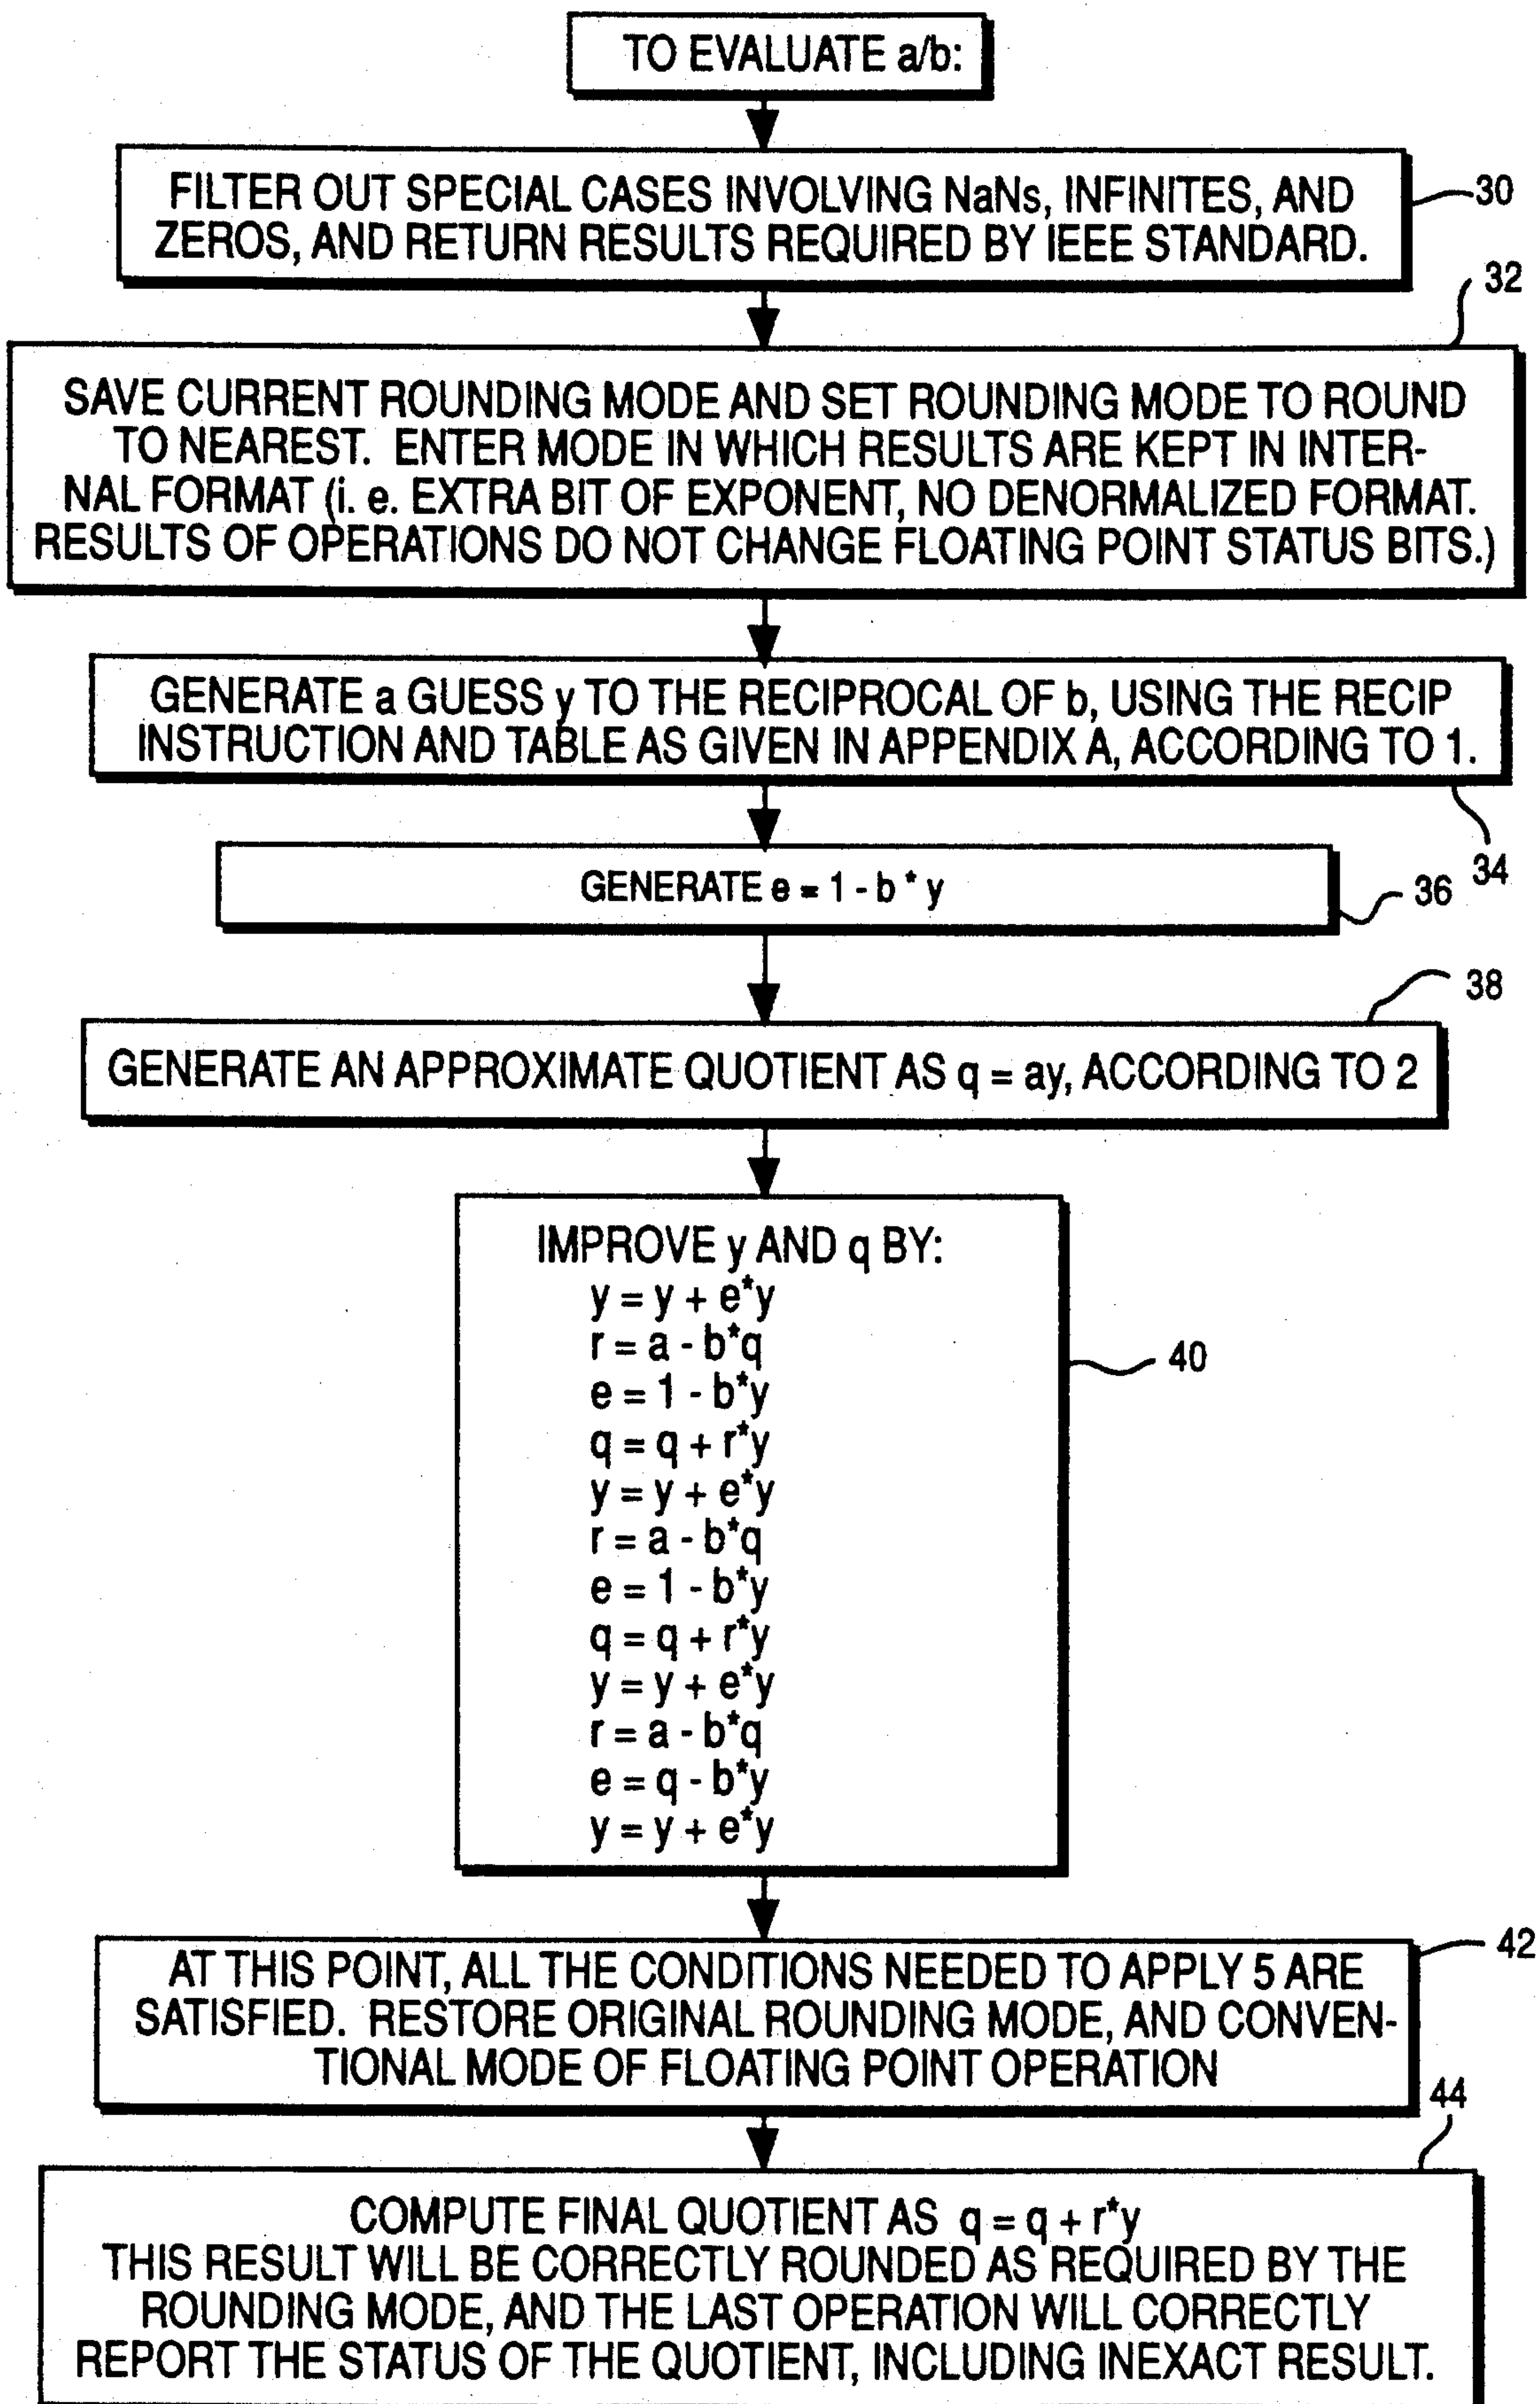 TO EVALUATE a/b:
FILTER OUT SPECIAL CASES INVOLVING NaNs, INFINITES, AND
ZEROS, AND RETURN RESULTS REQUIRED BY IEEE STANDARD.
30
32
SAVE CURRENT ROUNDING MODE AND SET ROUNDING MODE TO ROUND
TO NEAREST. ENTER MODE IN WHICH RESULTS ARE KEPT IN INTER-
NAL FORMAT (i. e. EXTRA BIT OF EXPONENT, NO DENORMALIZED FORMAT.
RESULTS OF OPERATIONS DO NOT CHANGE FLOATING POINT STATUS BITS.)
GENERATE a GUESS y TO THE RECIPROCAL OF b, USING THE RECIP
INSTRUCTION AND TABLE AS GIVEN IN APPENDIX A, ACCORDING TO 1.
34
GENERATE e = 1 - b * y
36
38
GENERATE AN APPROXIMATE QUOTIENT AS q = ay, ACCORDING TO 2
IMPROVE y AND q BY:
y = y + e*y
r = a - b*q
e = 1 - b*y
q = q + r*y
y = y + e*y
r = a - b*q
e = 1 - b*y
q = q + r*y
y = y + e*y
r = a - b*q
e = q - b*y
y = y + e*y
40
42
AT THIS POINT, ALL THE CONDITIONS NEEDED TO APPLY 5 ARE
SATISFIED. RESTORE ORIGINAL ROUNDING MODE, AND CONVEN-
TIONAL MODE OF FLOATING POINT OPERATION
44
COMPUTE FINAL QUOTIENT AS q = q + r*y
THIS RESULT WILL BE CORRECTLY ROUNDED AS REQUIRED BY THE
ROUNDING MODE, AND THE LAST OPERATION WILL CORRECTLY
REPORT THE STATUS OF THE QUOTIENT, INCLUDING INEXACT RESULT.